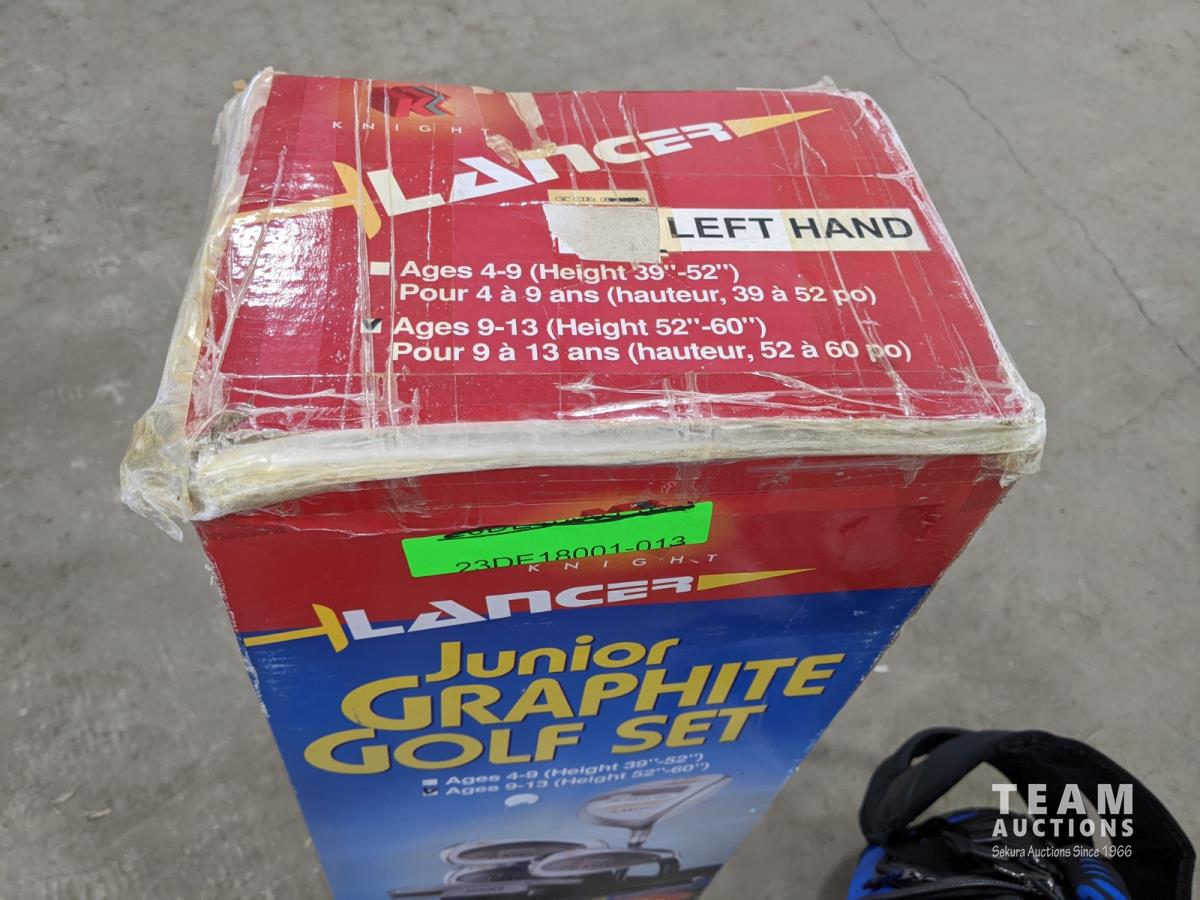 K
KNIGHT
LANCER
LEFT HAND
Ages 4-9 (Height 39"-52")
Pour 4 à 9 ans (hauteur, 39 à 52 po)
Ages 9-13 (Height 52"-60")
Pour 9 à 13 ans (hauteur, 52 à 60 po)
23DE18001-013
KNIGHT
LANCER
Junior
GRAPHITE
GOLF SET
Ages 4-9 (Height 39"-52")
Ages 9-13 (Height 52"-60")
TEAM
AUCTIONS
Sekura Auctions Since 1966